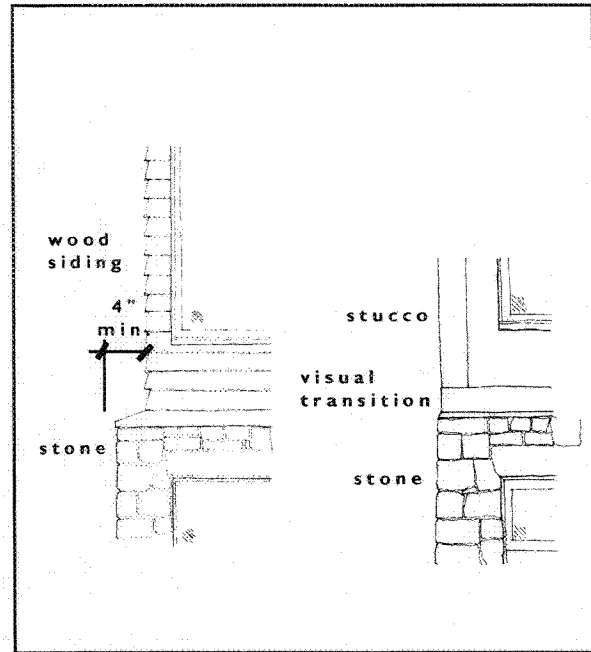 wood
siding
4"
min.
stone
stucco
visual
transition
stone